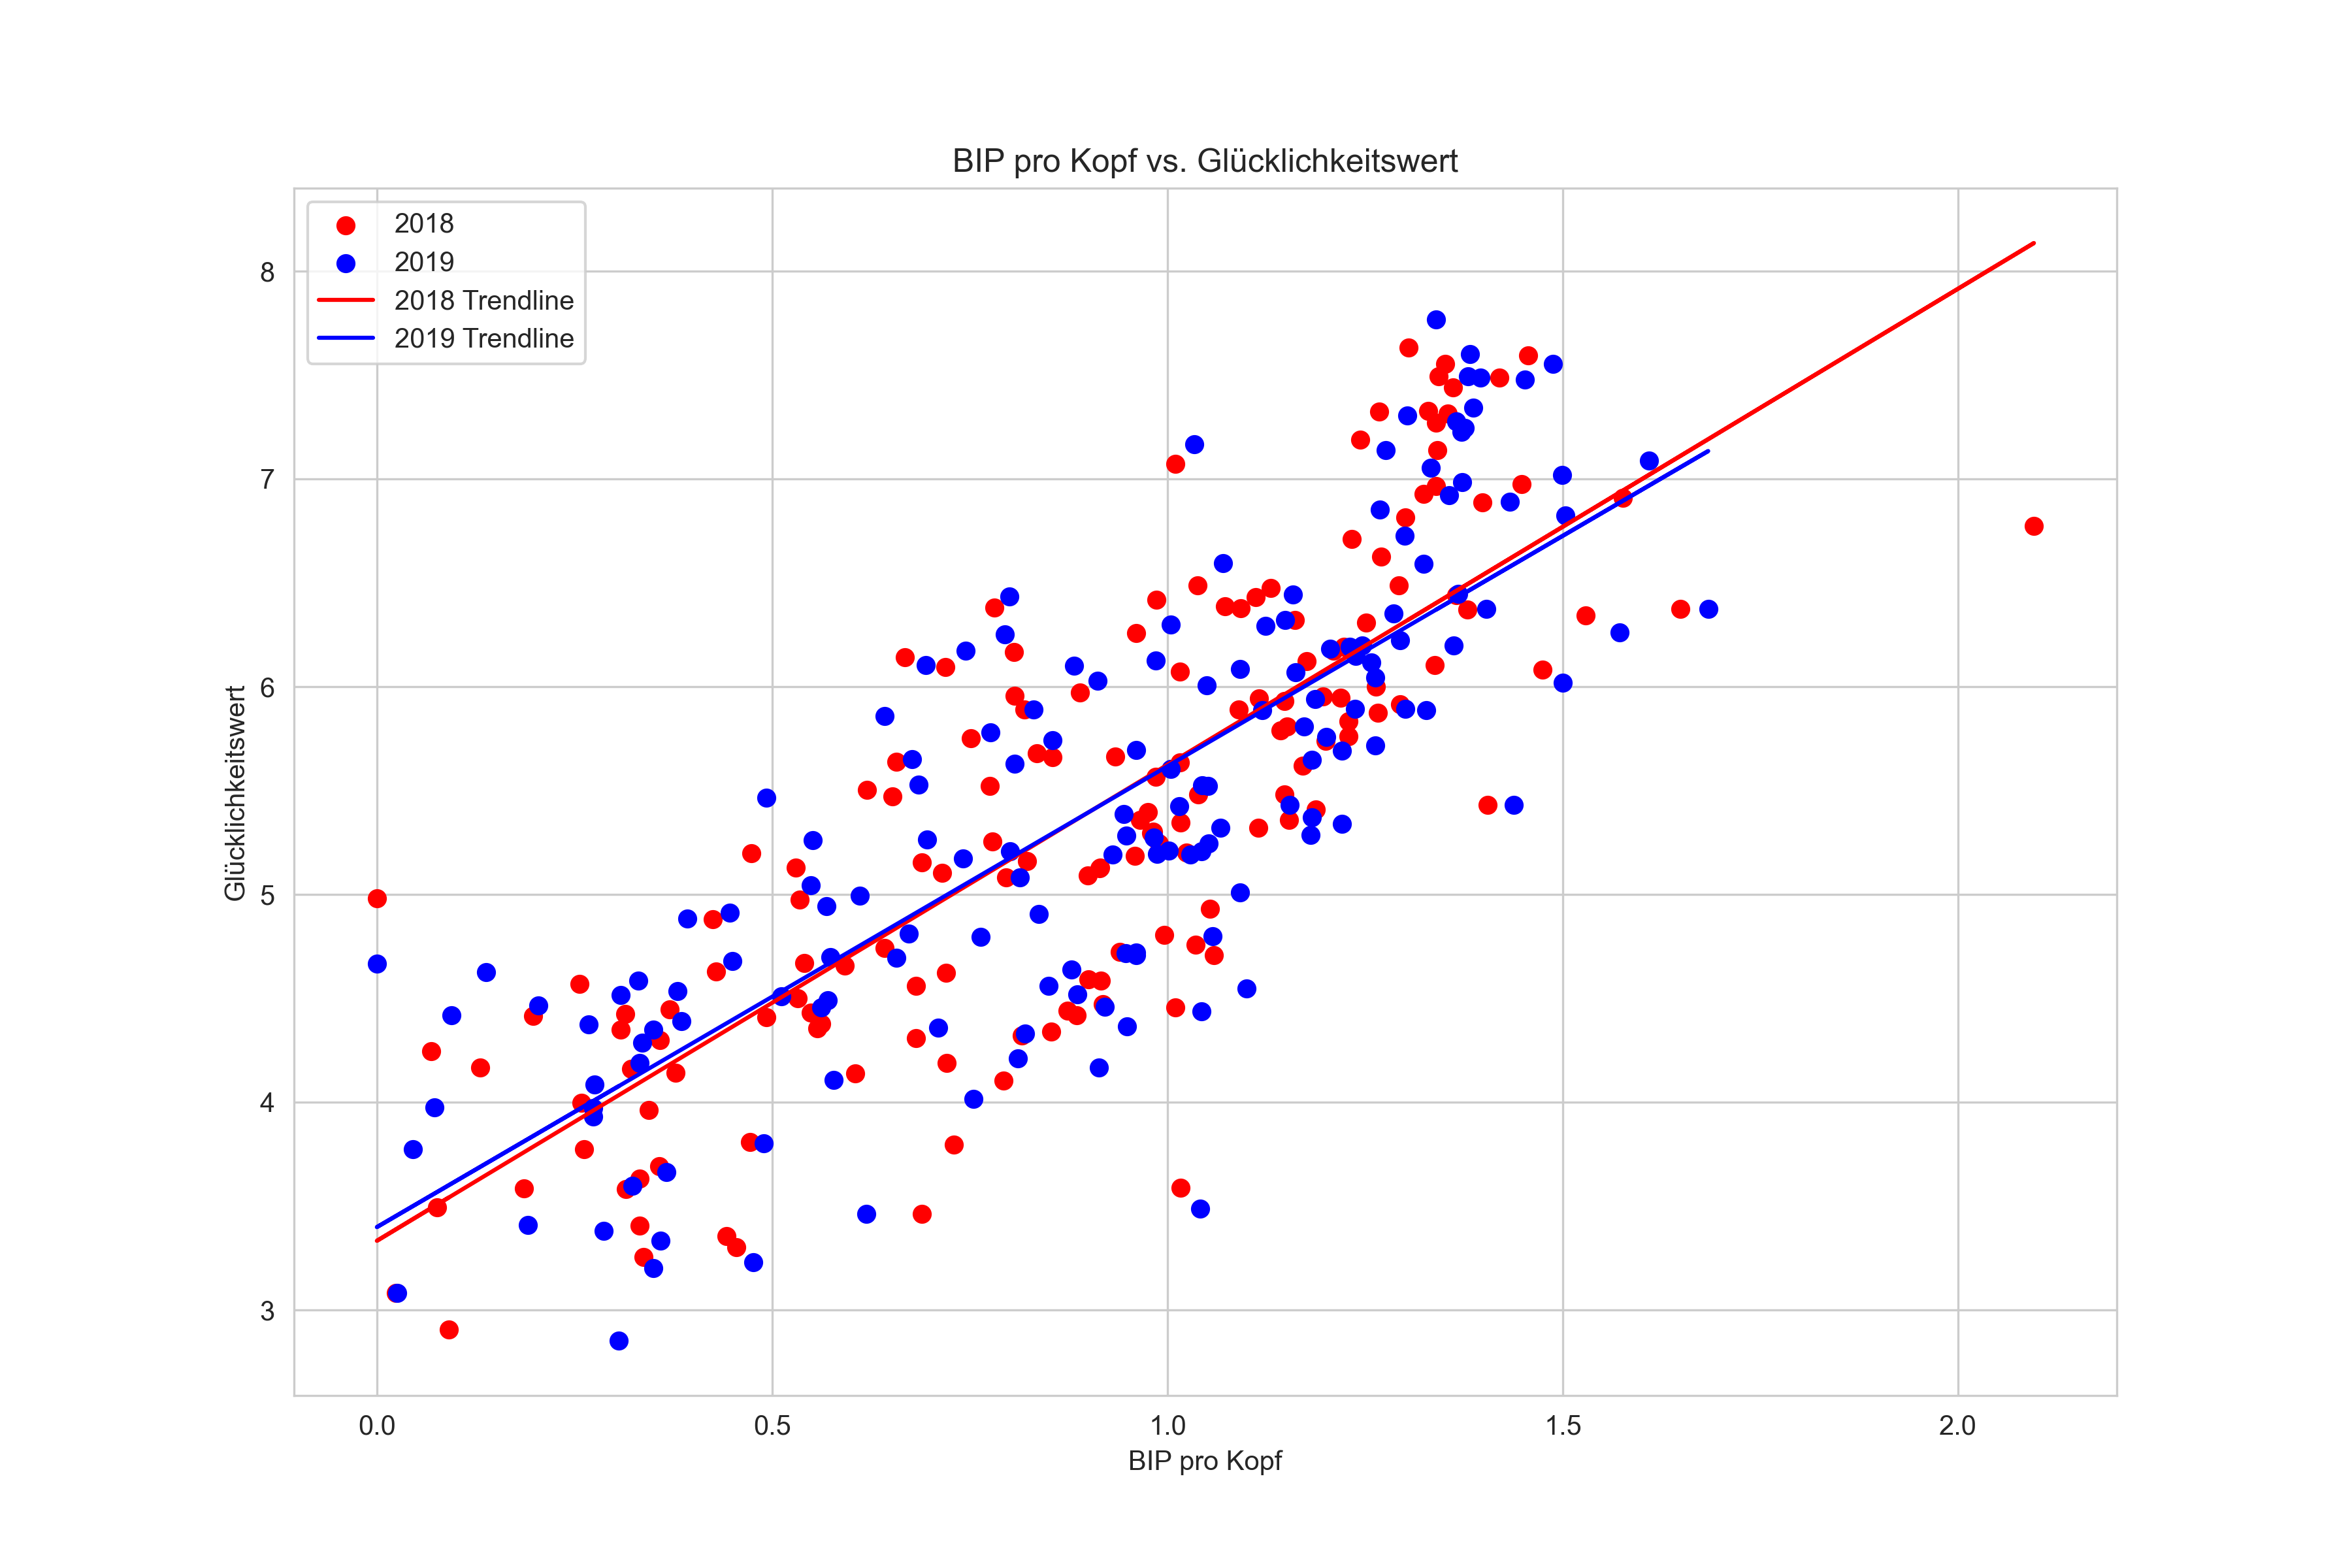 BIP pro Kopf vs. Glücklichkeitswert
2018
2019
2018 Trendline
2019 Trendline
8
7
6
5
4
3
Glücklichkeitswert
0.0 0.5 1.0 1.5 2.0
BIP pro Kopf